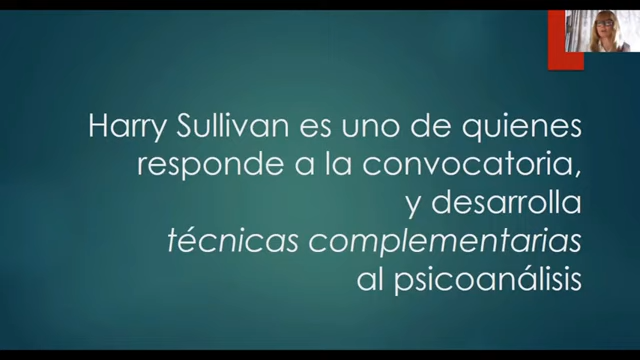 Harry Sullivan es uno de quienes
responde a la convocatoria,
y desarrolla
técnicas complementarias
al psicoanálisis